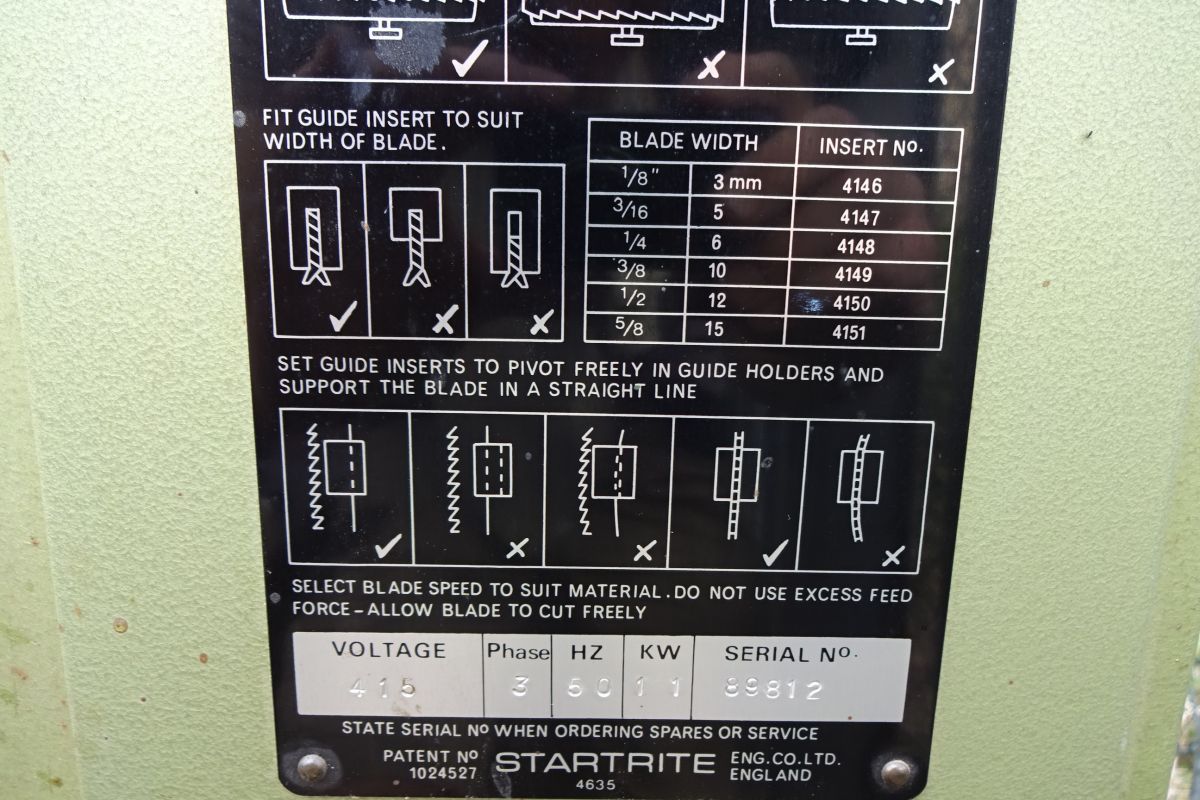 FIT GUIDE INSERT TO SUIT
WIDTH OF BLADE.
BLADE WIDTH INSERT No.
1/8" 3 mm 4146
3/16 5 4147
1/4 6 4148
3/8 10 4149
1/2 12 4150
5/8 15 4151
SET GUIDE INSERTS TO PIVOT FREELY IN GUIDE HOLDERS AND
SUPPORT THE BLADE IN A STRAIGHT LINE
SELECT BLADE SPEED TO SUIT MATERIAL. DO NOT USE EXCESS FEED
FORCE – ALLOW BLADE TO CUT FREELY
VOLTAGE Phase HZ KW SERIAL No.
415 3 50 1 1 89812
STATE SERIAL No WHEN ORDERING SPARES OR SERVICE
PATENT No
1024527
STARTRITE
4635
ENG.CO.LTD.
ENGLAND